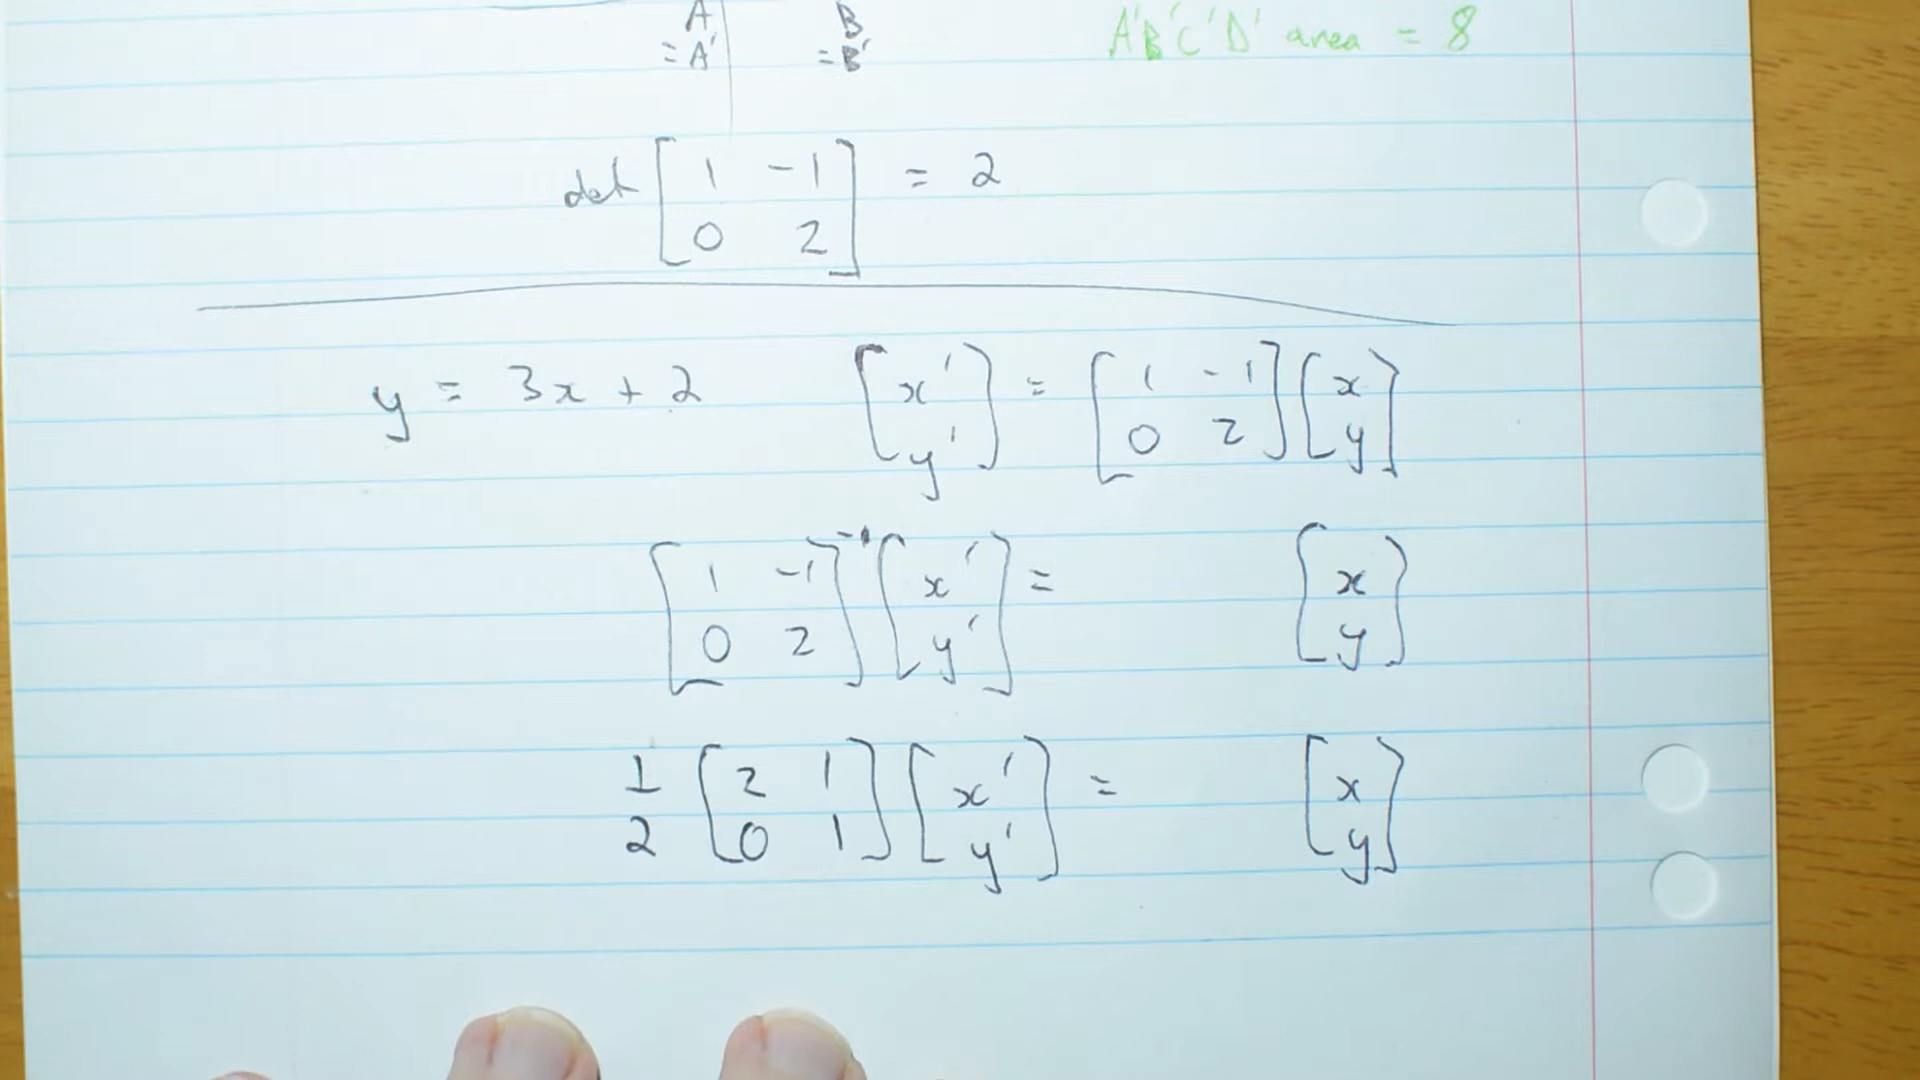 A B
= A' = B' A'B'C'D' area = 8
det [ 1 -1 ] = 2
[ 0 2 ]
y = 3x + 2 [ x' ] = [ 1 -1 ] [ x ]
[ y' ] [ 0 2 ] [ y ]
[ 1 -1 ]⁻¹ [ x' ] = [ x ]
[ 0 2 ] [ y' ] [ y ]
1 [ 2 1 ] [ x' ] = [ x ]
2 [ 0 1 ] [ y' ] [ y ]